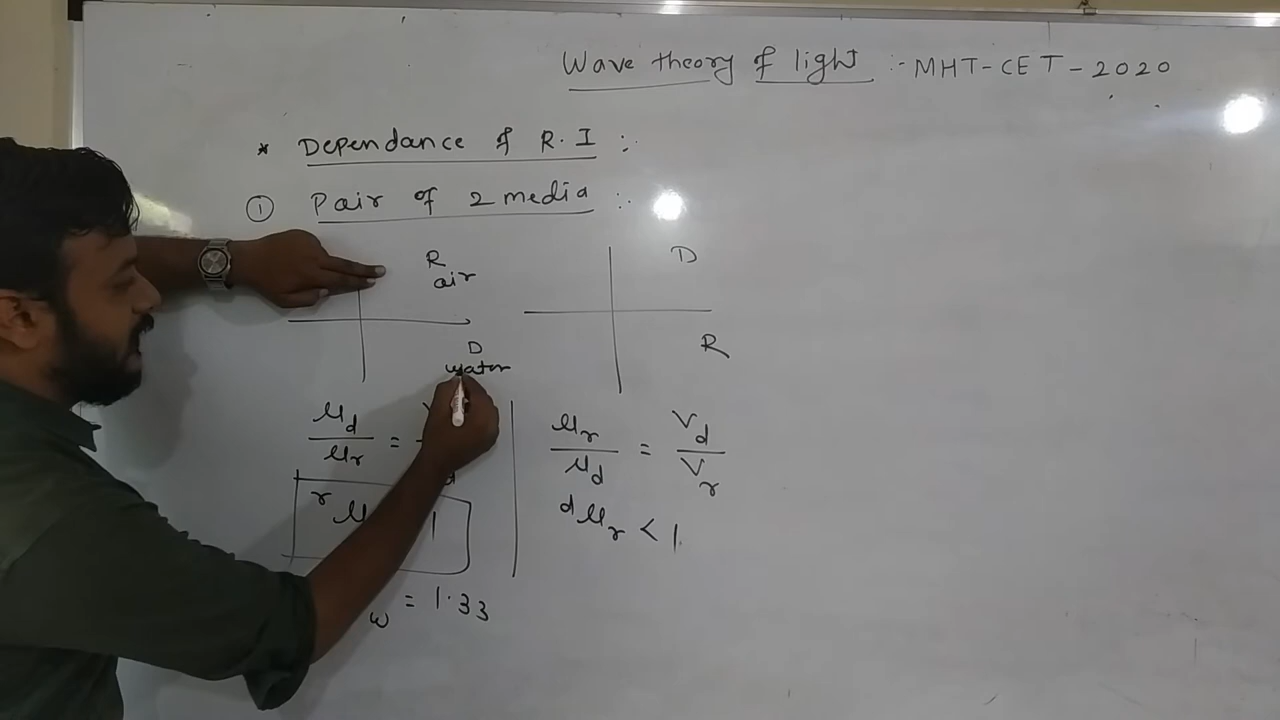 Wave theory of light :- MHT-CET-2020
* Dependance of R.I :
① Pair of 2 media :
R
air
D
water
D
R
μd/μr =
rμ 1
ω = 1.33
μr/μd = Vd/Vr
dμr < 1